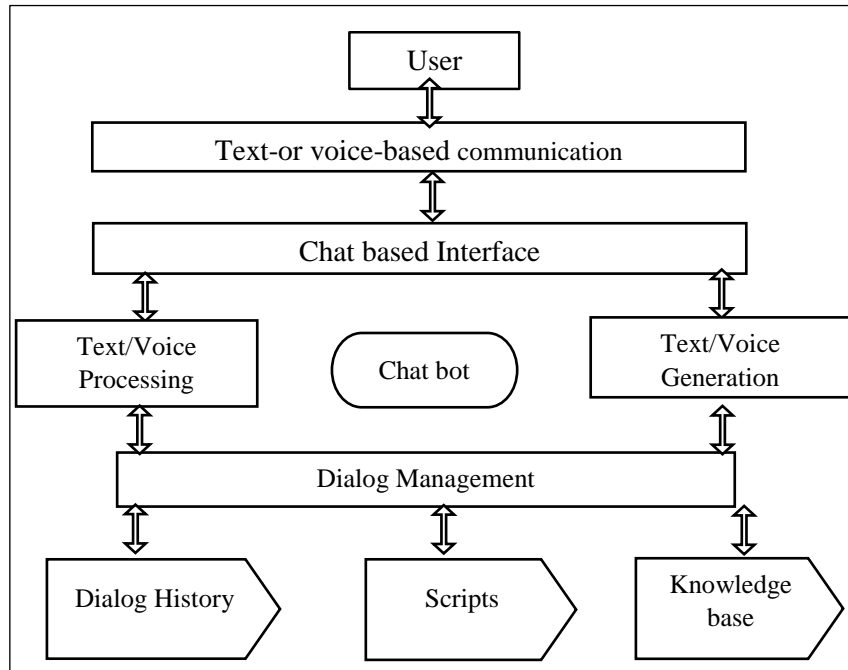 User
Text-or voice-based communication
Chat based Interface
Text/Voice
Processing
Chat bot
Text/Voice
Generation
Dialog Management
Dialog History
Scripts
Knowledge
base